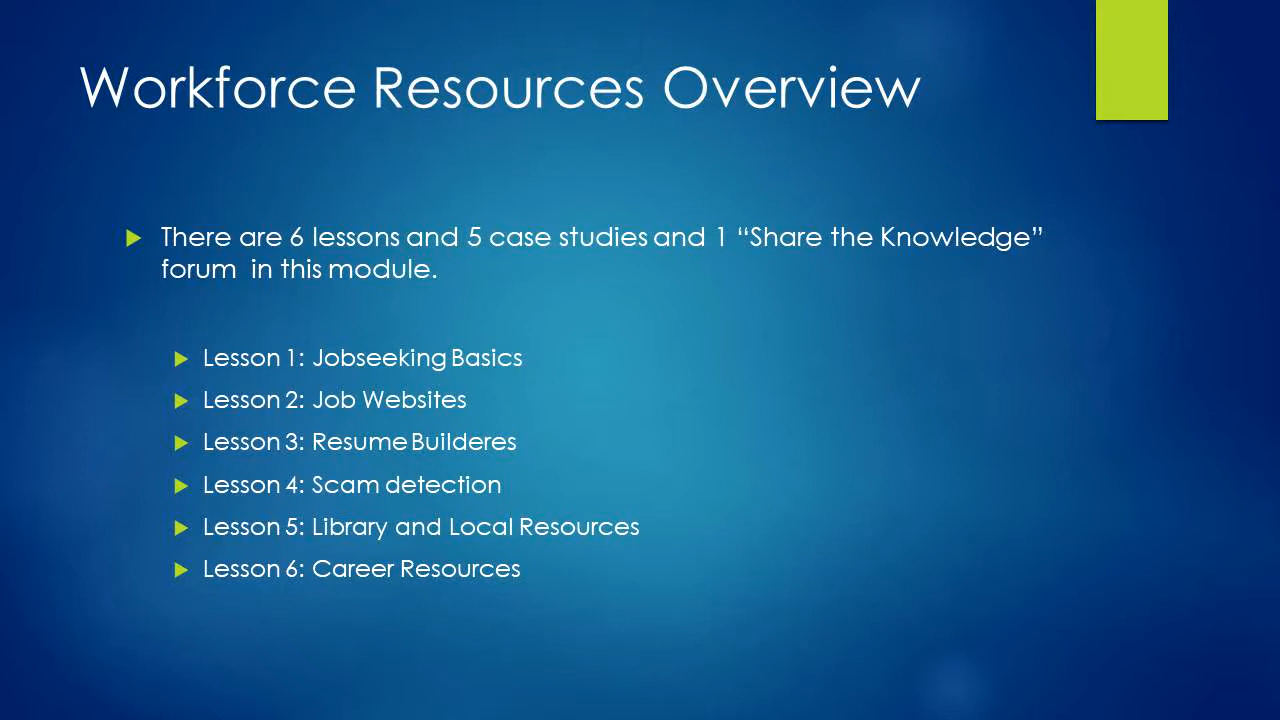 Workforce Resources Overview
There are 6 lessons and 5 case studies and 1 “Share the Knowledge”
forum in this module.
Lesson 1: Jobseeking Basics
Lesson 2: Job Websites
Lesson 3: Resume Builderes
Lesson 4: Scam detection
Lesson 5: Library and Local Resources
Lesson 6: Career Resources